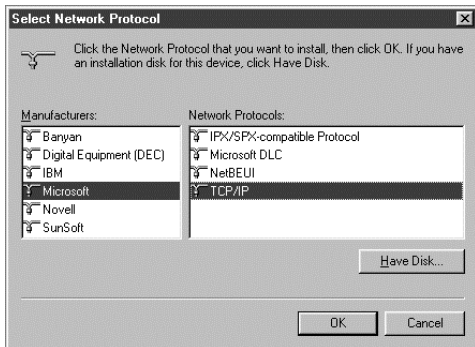 Select Network Protocol
Click the Network Protocol that you want to install, then click OK. If you have
an installation disk for this device, click Have Disk.
Manufacturers:
Banyan
Digital Equipment (DEC)
IBM
Microsoft
Novell
SunSoft
Network Protocols:
IPX/SPX-compatible Protocol
Microsoft DLC
NetBEUI
TCP/IP
Have Disk...
OK
Cancel